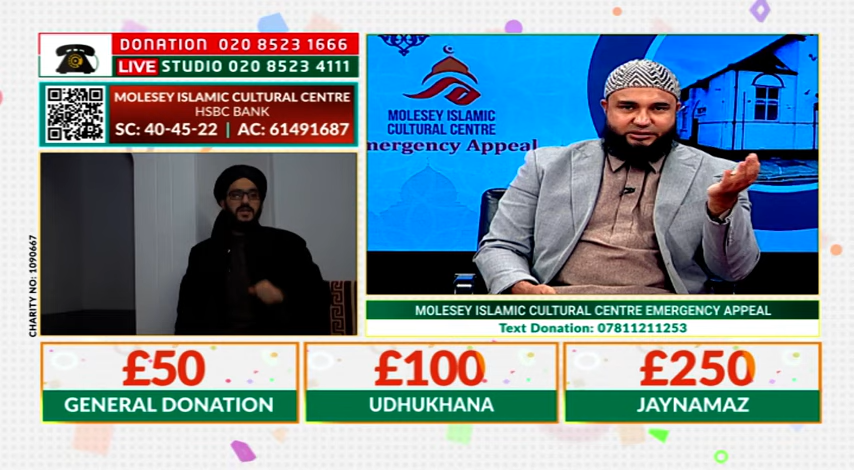 DONATION 020 8523 1666
LIVE STUDIO 020 8523 4111
MOLESEY ISLAMIC CULTURAL CENTRE
HSBC BANK
SC: 40-45-22 | AC: 61491687
CHARITY NO: 1090667
MOLESEY ISLAMIC
CULTURAL CENTRE
mergency Appeal
MOLESEY ISLAMIC CULTURAL CENTRE EMERGENCY APPEAL
Text Donation: 07811211253
£50
GENERAL DONATION
£100
UDHUKHANA
£250
JAYNAMAZ